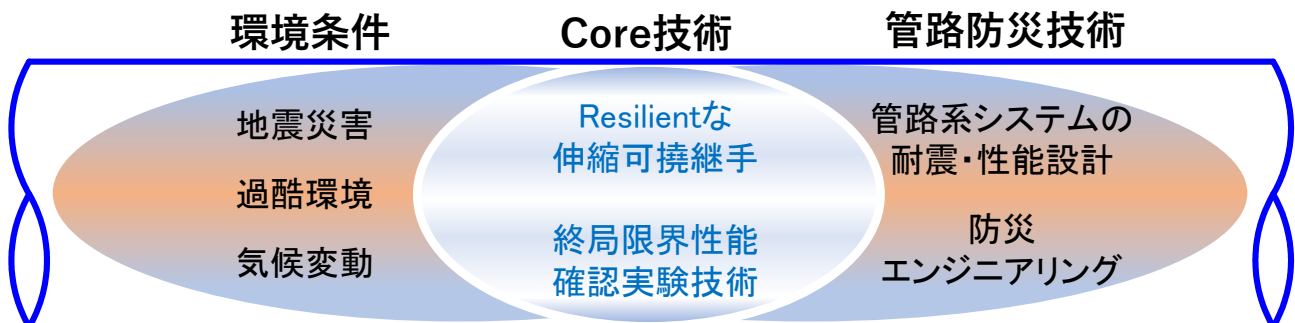 環境条件
地震災害
過酷環境
気候変動
Core技術
Resilientな
伸縮可撓継手
終局限界性能
確認実験技術
管路防災技術
管路系システムの
耐震・性能設計
防災
エンジニアリング